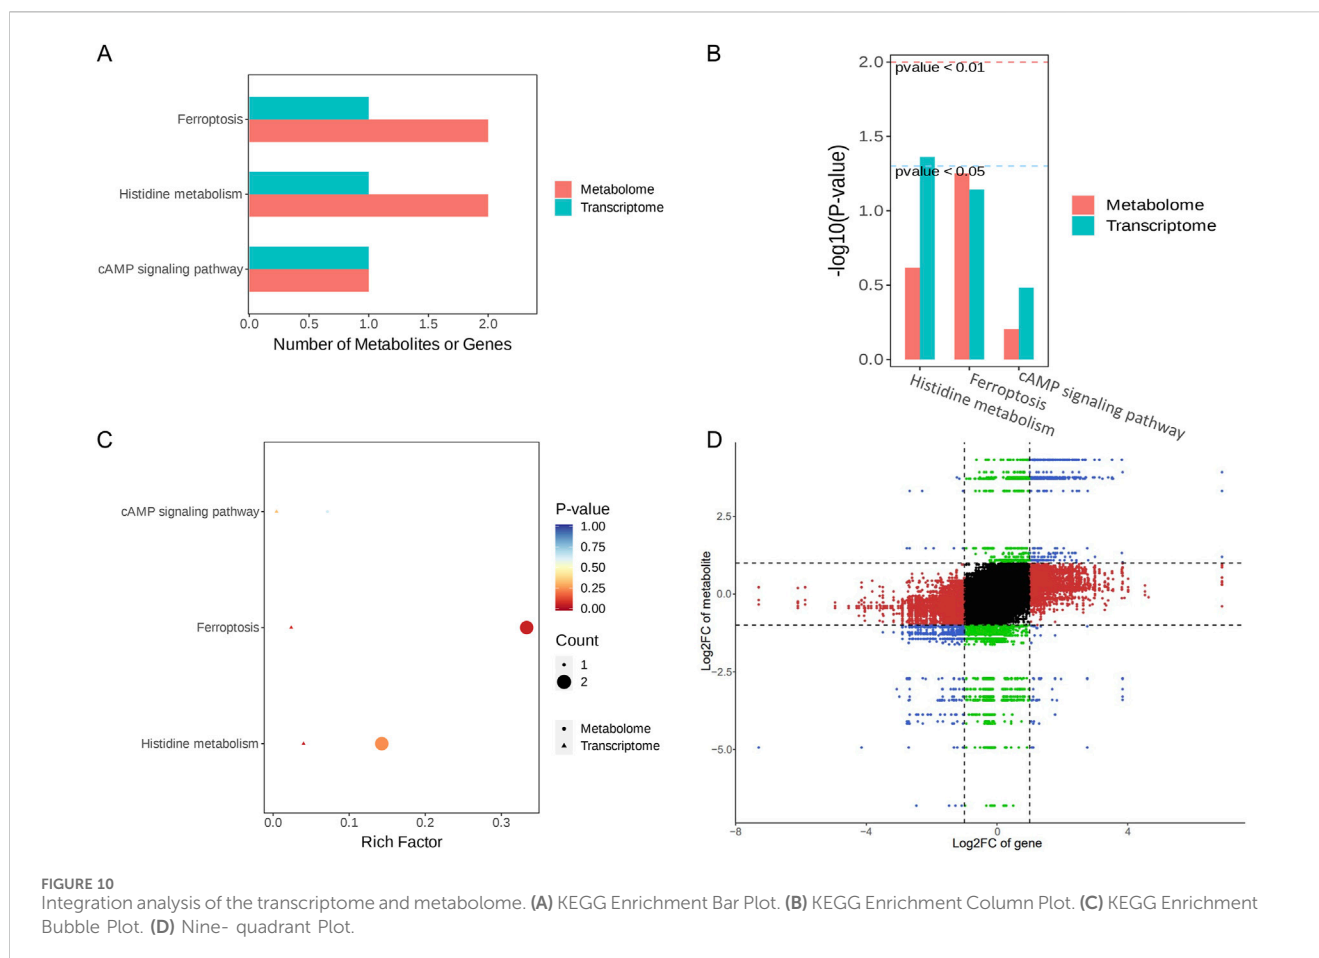 A
Ferroptosis
Histidine metabolism
cAMP signaling pathway
0.0 0.5 1.0 1.5 2.0
Number of Metabolites or Genes
Metabolome
Transcriptome
B
2.0
1.5
1.0
0.5
0.0
-log10(P-value)
pvalue < 0.01
pvalue < 0.05
Histidine metabolism
Ferroptosis
cAMP signaling pathway
Metabolome
Transcriptome
C
cAMP signaling pathway
Ferroptosis
Histidine metabolism
0.0 0.1 0.2 0.3
Rich Factor
P-value
1.00
0.75
0.50
0.25
0.00
Count
1
2
Metabolome
Transcriptome
D
2.5
0.0
−2.5
−5.0
Log2FC of metabolite
−8 −4 0 4
Log2FC of gene
FIGURE 10
Integration analysis of the transcriptome and metabolome. (A) KEGG Enrichment Bar Plot. (B) KEGG Enrichment Column Plot. (C) KEGG Enrichment
Bubble Plot. (D) Nine- quadrant Plot.